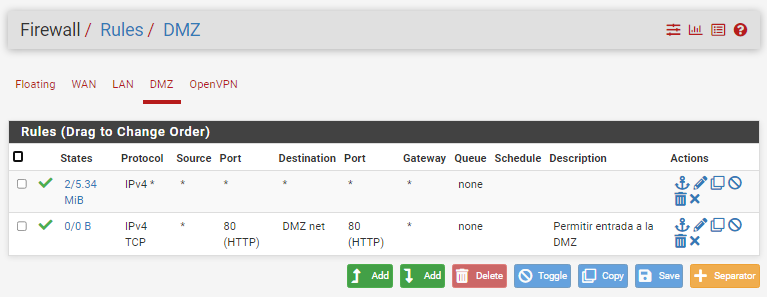 Firewall / Rules / DMZ
Floating WAN LAN DMZ OpenVPN
Rules (Drag to Change Order)
States Protocol Source Port Destination Port Gateway Queue Schedule Description Actions
2/5.34 IPv4 * * * * * * none
MiB
0/0 B IPv4 * 80 DMZ net 80 * none Permitir entrada a la
TCP (HTTP) (HTTP) DMZ
Add Add Delete Toggle Copy Save Separator